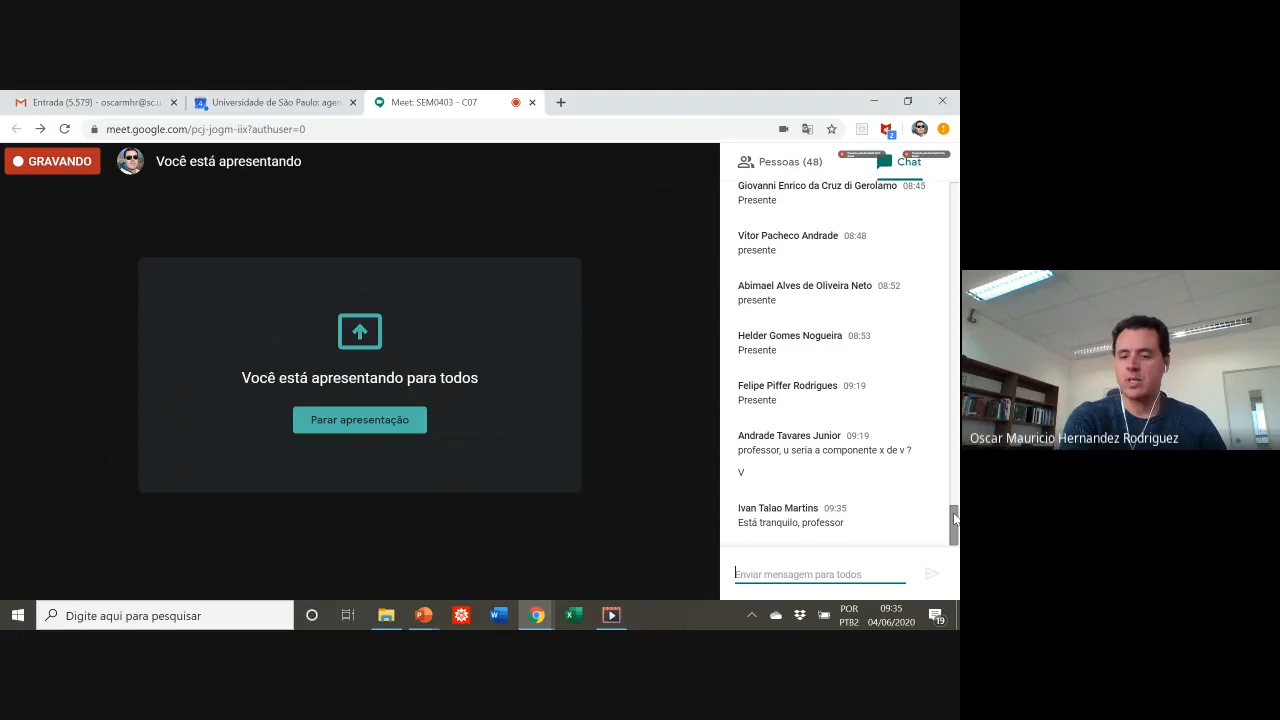 Entrada (5.579) - oscarmhr@sc.u
Universidade de São Paulo: agen
Meet: SEM0403 - C07
meet.google.com/pcj-jogm-iix?authuser=0
GRAVANDO
Você está apresentando
Pessoas (48)
Chat
Giovanni Enrico da Cruz di Gerolamo 08:45
Presente
Vitor Pacheco Andrade 08:48
presente
Abimael Alves de Oliveira Neto 08:52
presente
Helder Gomes Nogueira 08:53
Presente
Felipe Piffer Rodrigues 09:19
Presente
Andrade Tavares Junior 09:19
professor, u seria a componente x de v ?
V
Ivan Talao Martins 09:35
Está tranquilo, professor
Enviar mensagem para todos
Você está apresentando para todos
Parar apresentação
Oscar Mauricio Hernandez Rodriguez
Digite aqui para pesquisar
POR
PTB2
09:35
04/06/2020
19